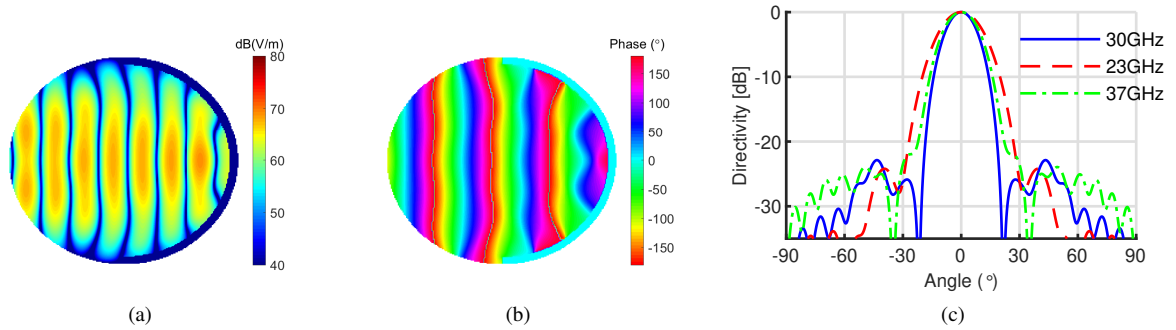 dB(V/m)
80
70
60
50
40
(a)
Phase (°)
150
100
50
0
-50
-100
-150
(b)
0
-10
-20
-30
Directivity [dB]
-90
-60
-30
0
30
60
90
Angle (°)
30GHz
23GHz
37GHz
(c)